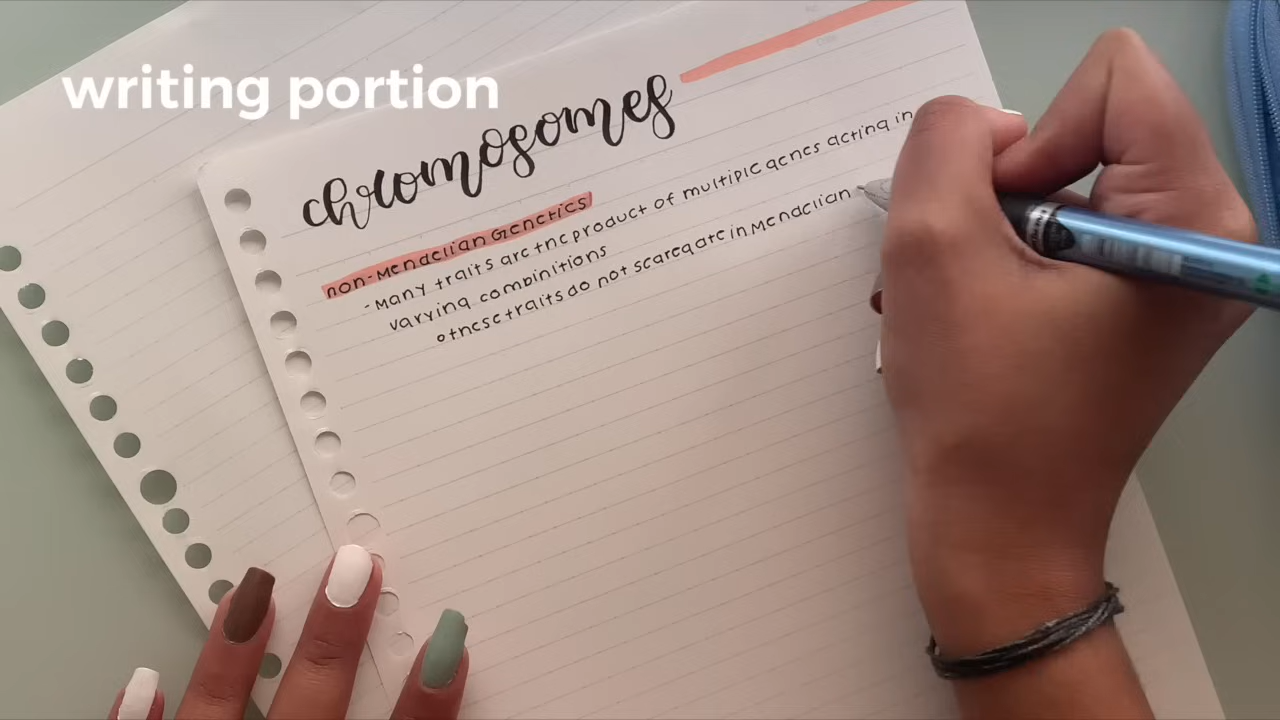 writing portion
chromosomes
non-Mendelian Genetics
-Many traits are the product of multiple genes acting in
varying combinitions
these traits do not scaregate in Mendelian